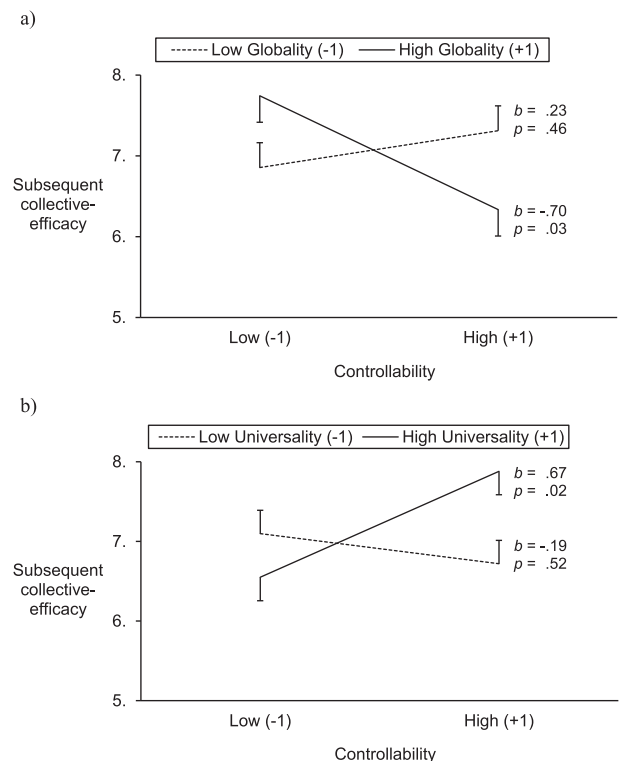 a)
Low Globality (-1) High Globality (+1)
8.
7.
6.
5.
Subsequent
collective-
efficacy
b = .23
p = .46
b = -.70
p = .03
Low (-1) High (+1)
Controllability
b)
Low Universality (-1) High Universality (+1)
8.
7.
6.
5.
Subsequent
collective-
efficacy
b = .67
p = .02
b = -.19
p = .52
Low (-1) High (+1)
Controllability